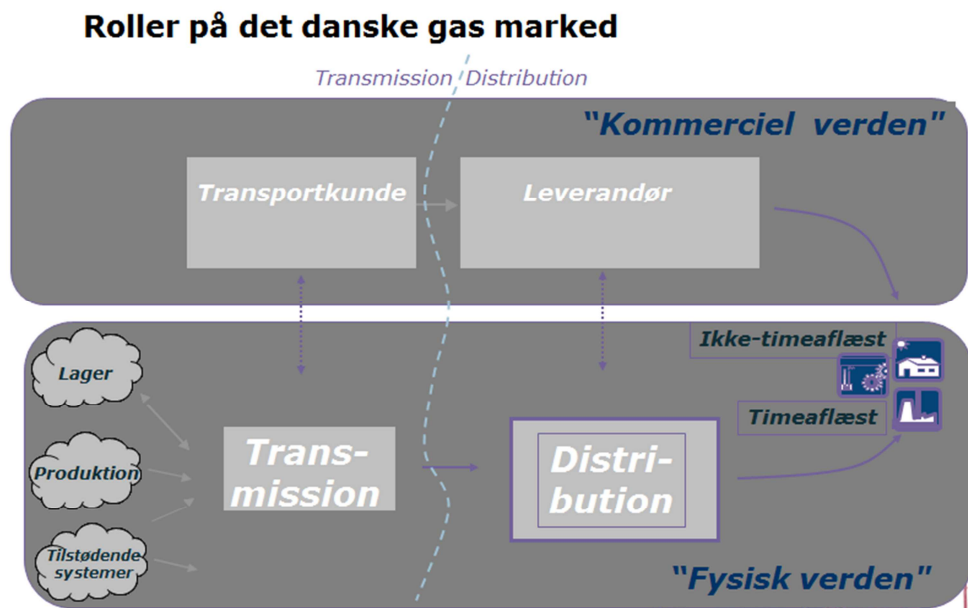 Roller på det danske gas marked
Transmission Distribution
“Kommerciel verden"
Transportkunde
Leverandør
Ikke-timeaflæst
Timeaflæst
Lager
Produktion
Tilstødende
systemer
Trans-
mission
Distri-
bution
“Fysisk verden"